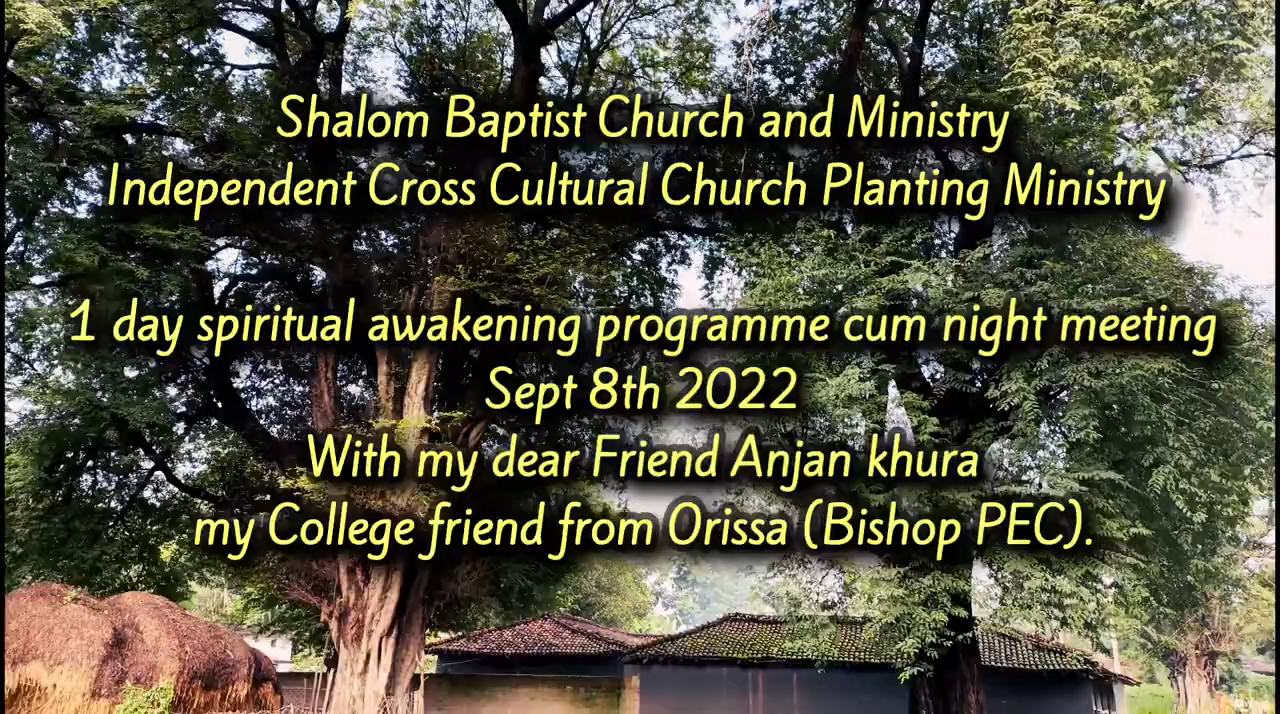 Shalom Baptist Church and Ministry
Independent Cross Cultural Church Planting Ministry
1 day spiritual awakening programme cum night meeting
Sept 8th 2022
With my dear Friend Anjan khura
my College friend from Orissa (Bishop PEC).